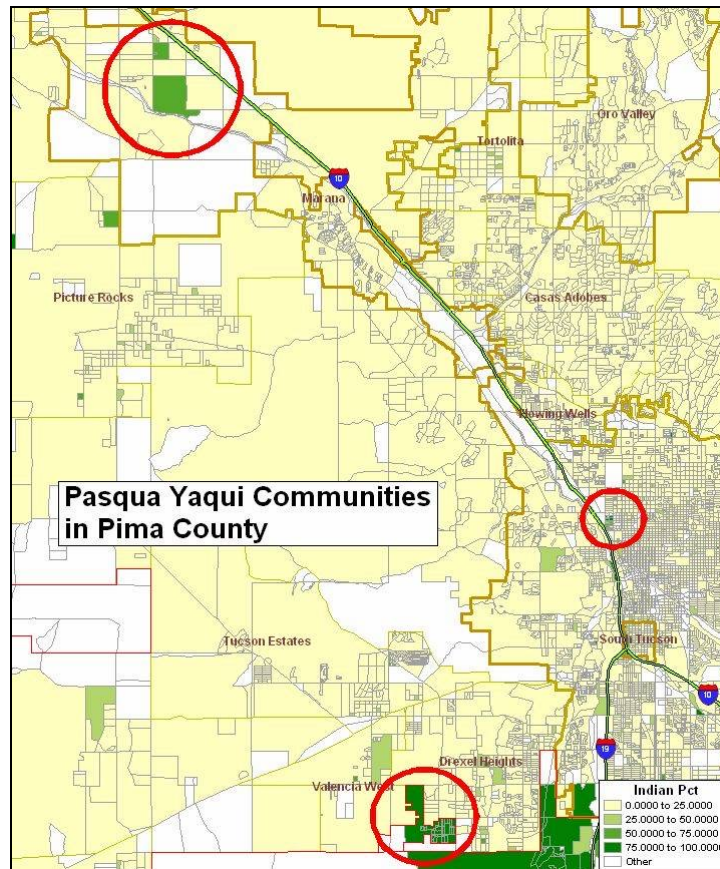 Oro Valley
Tortolita
10
Marana
Picture Rocks
Casas Adobes
Flowing Wells
Pasqua Yaqui Communities
in Pima County
Tucson Estates
South Tucson
10
19
Drexel Heights
Valencia West
Indian Pct
0.0000 to 25.0000
25.0000 to 50.0000
50.0000 to 75.0000
75.0000 to 100.000
Other